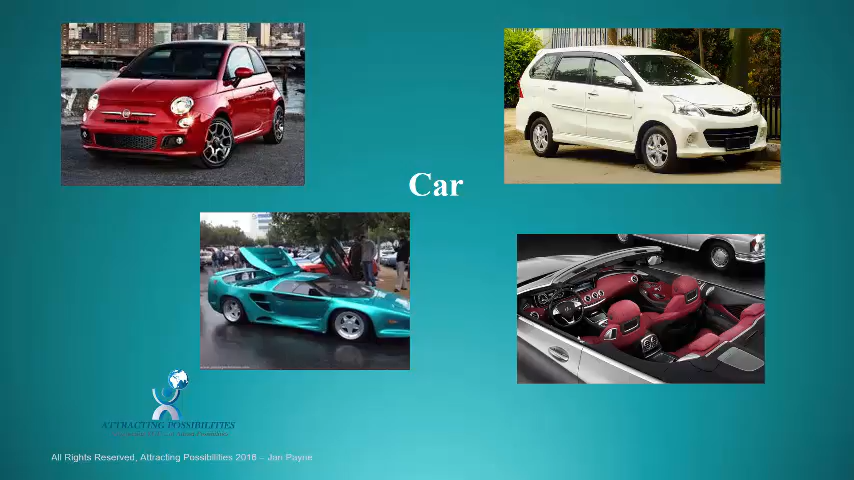 Car
ATTRACTING POSSIBILITIES
All Rights Reserved, Attracting Possibilities 2018 – Jan Payne